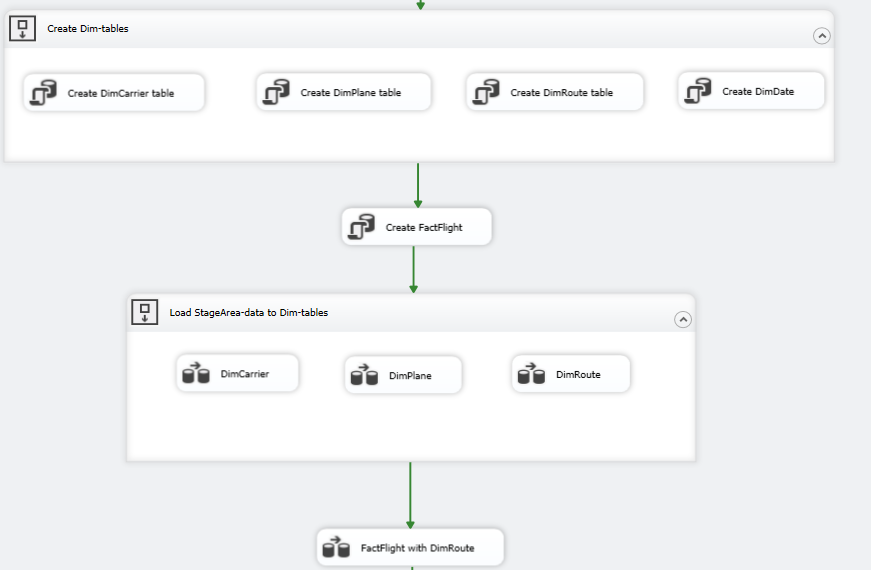 Create Dim-tables
Create DimCarrier table
Create DimPlane table
Create DimRoute table
Create DimDate
Create FactFlight
Load StageArea-data to Dim-tables
DimCarrier
DimPlane
DimRoute
FactFlight with DimRoute